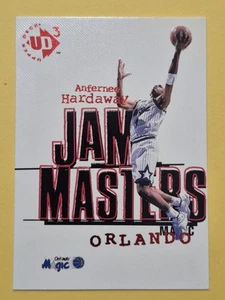 UPPER DECK
UD3
Anfernee
Hardaway
JAM
MASTERS
MAGIC
ORLANDO
Orlando
Magic